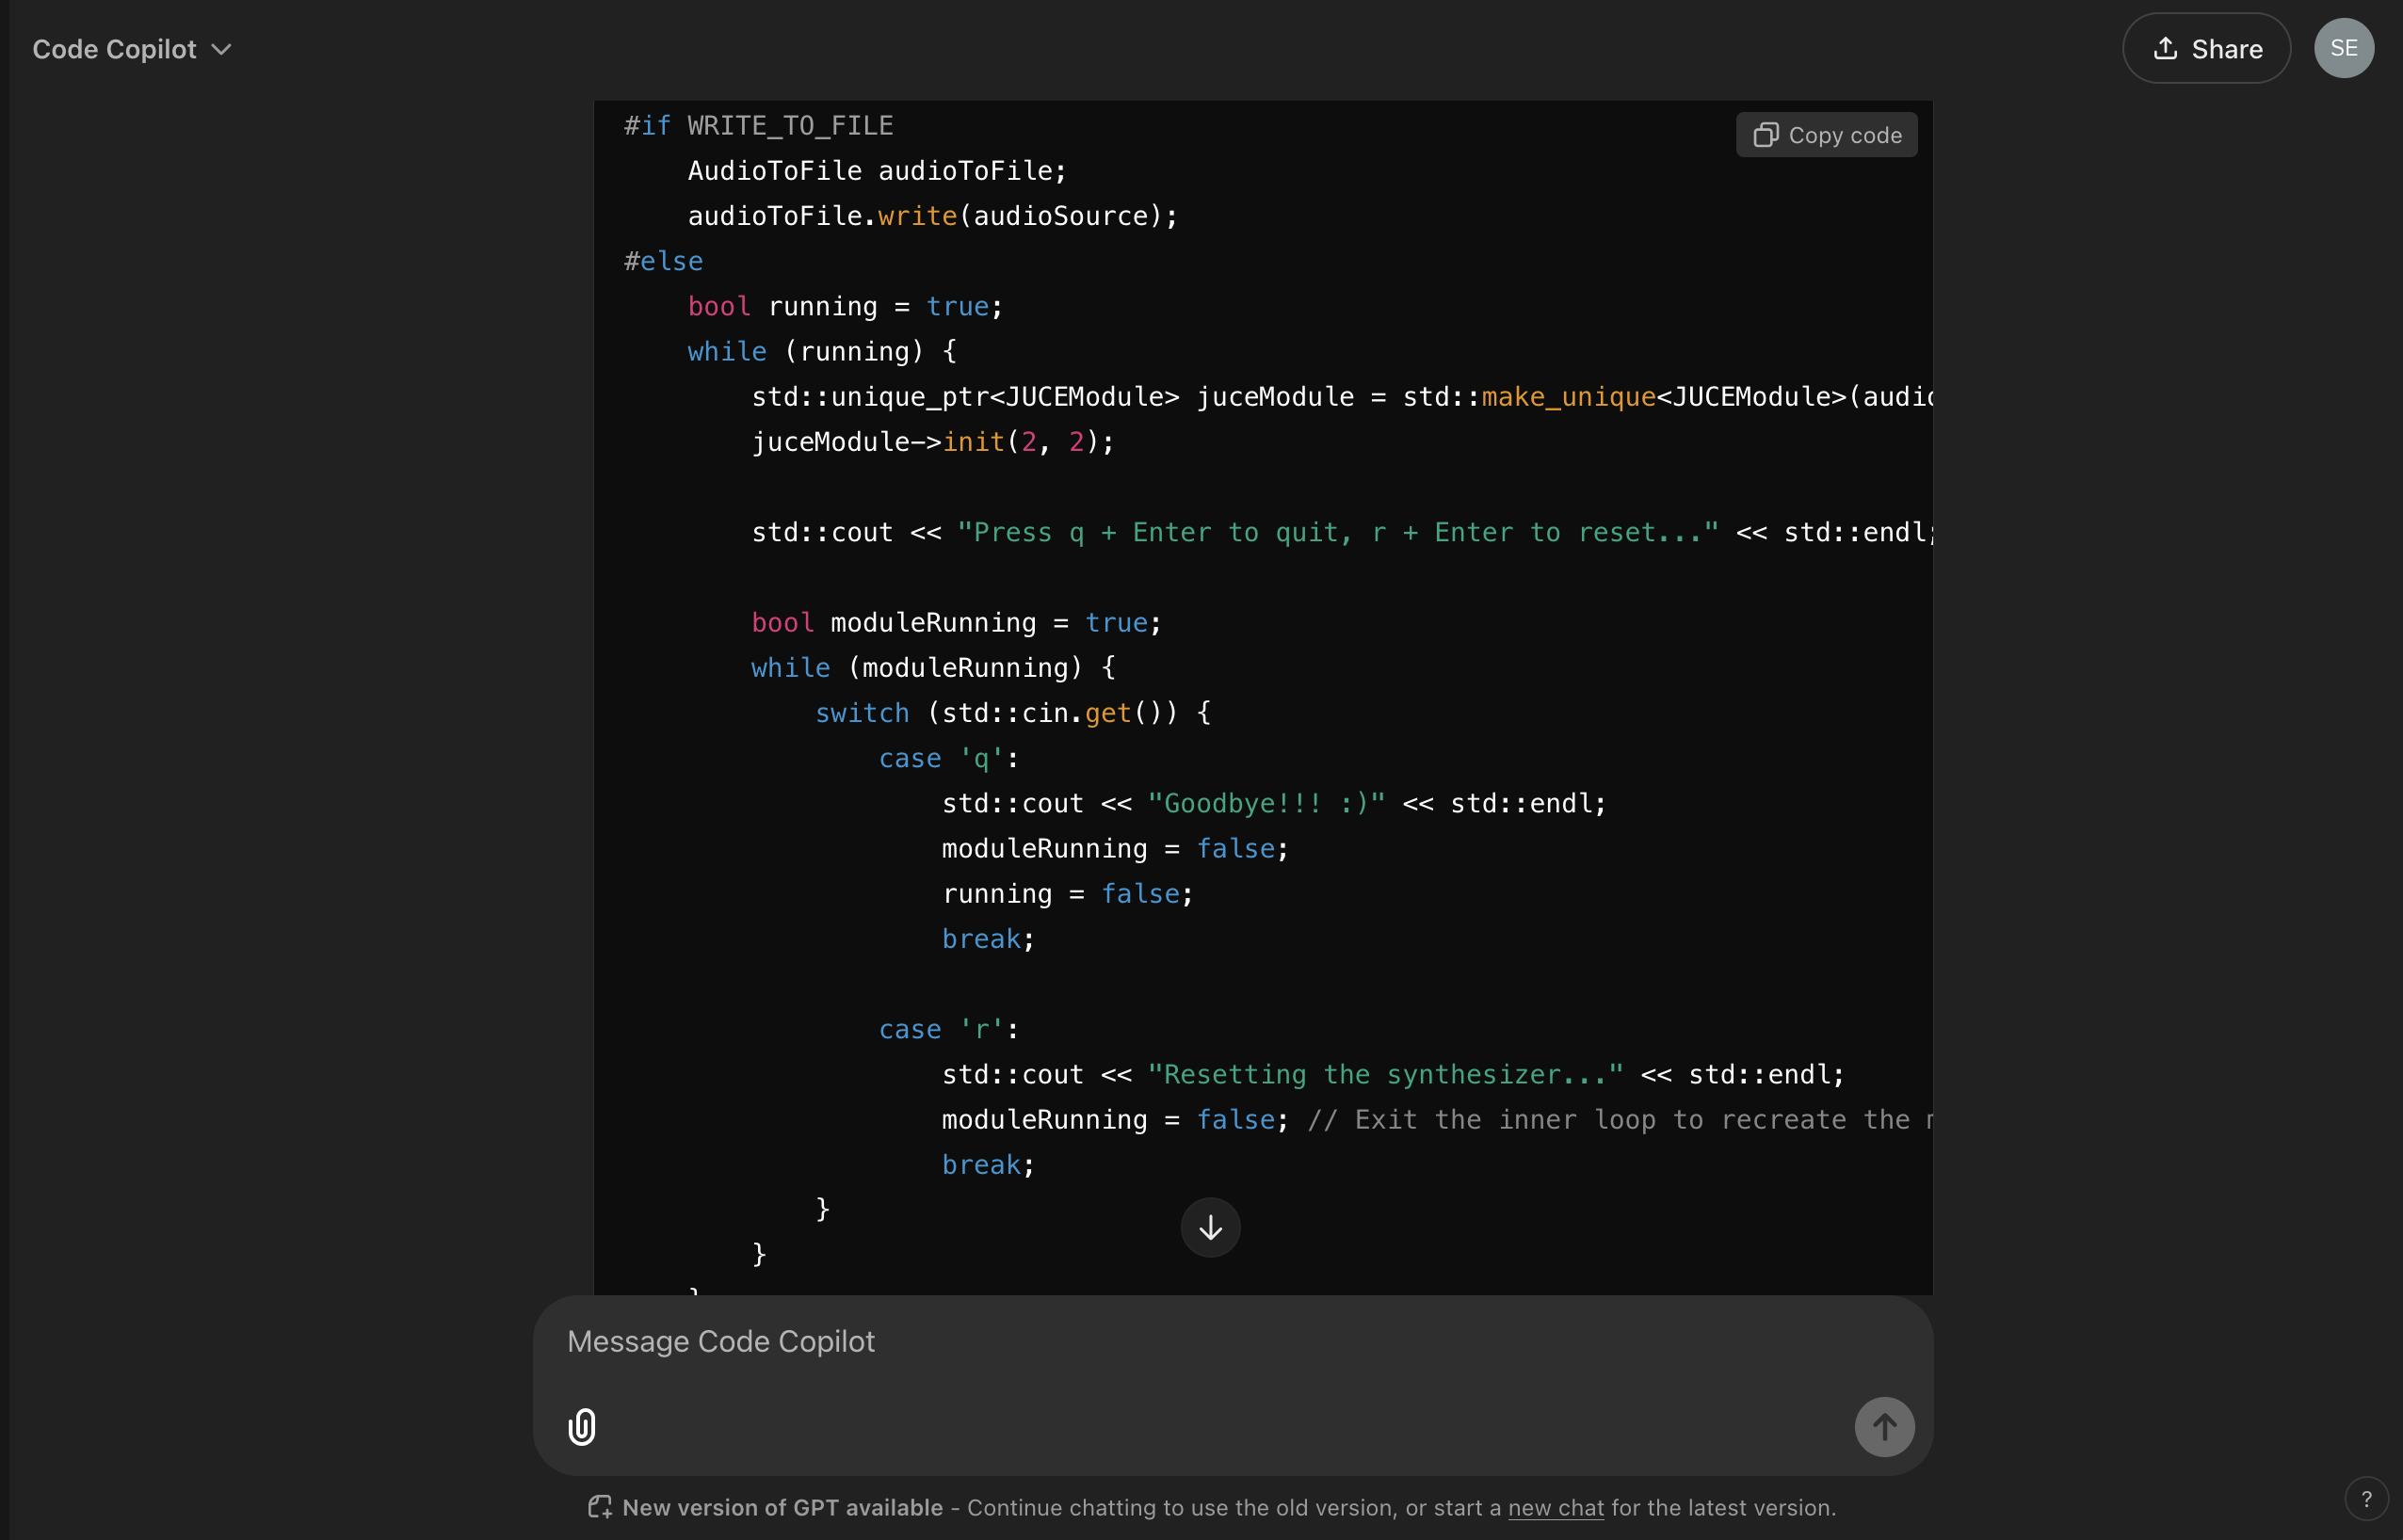 Code Copilot
Share
SE
Copy code
#if WRITE_TO_FILE
    AudioToFile audioToFile;
    audioToFile.write(audioSource);
#else
    bool running = true;
    while (running) {
        std::unique_ptr<JUCEModule> juceModule = std::make_unique<JUCEModule>(audio
        juceModule->init(2, 2);
        std::cout << "Press q + Enter to quit, r + Enter to reset..." << std::endl;
        bool moduleRunning = true;
        while (moduleRunning) {
            switch (std::cin.get()) {
                case 'q':
                    std::cout << "Goodbye!!! :)" << std::endl;
                    moduleRunning = false;
                    running = false;
                    break;
                case 'r':
                    std::cout << "Resetting the synthesizer..." << std::endl;
                    moduleRunning = false; // Exit the inner loop to recreate the
                    break;
            }
        }
Message Code Copilot
New version of GPT available - Continue chatting to use the old version, or start a new chat for the latest version.
?